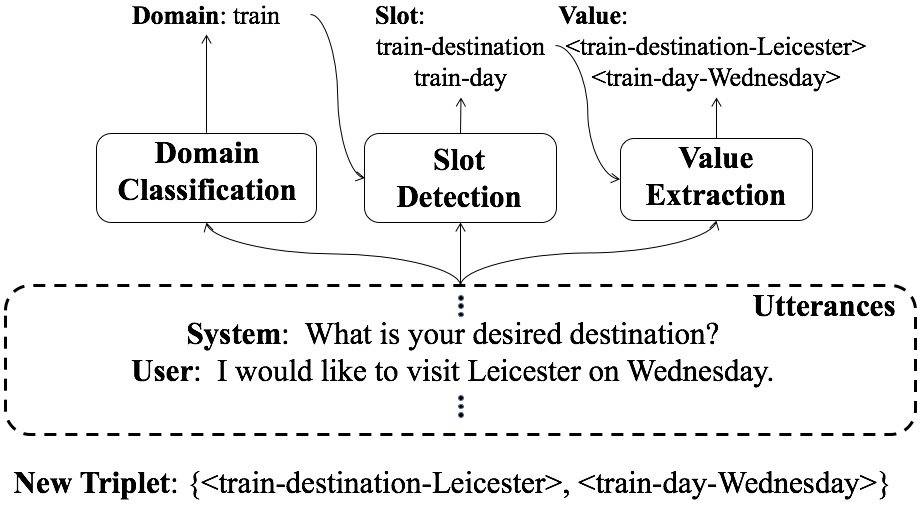 Domain: train
Slot:
train-destination
train-day
Value:
<train-destination-Leicester>
<train-day-Wednesday>
Domain
Classification
Slot
Detection
Value
Extraction
Utterances
System: What is your desired destination?
User: I would like to visit Leicester on Wednesday.
New Triplet: {<train-destination-Leicester>, <train-day-Wednesday>}